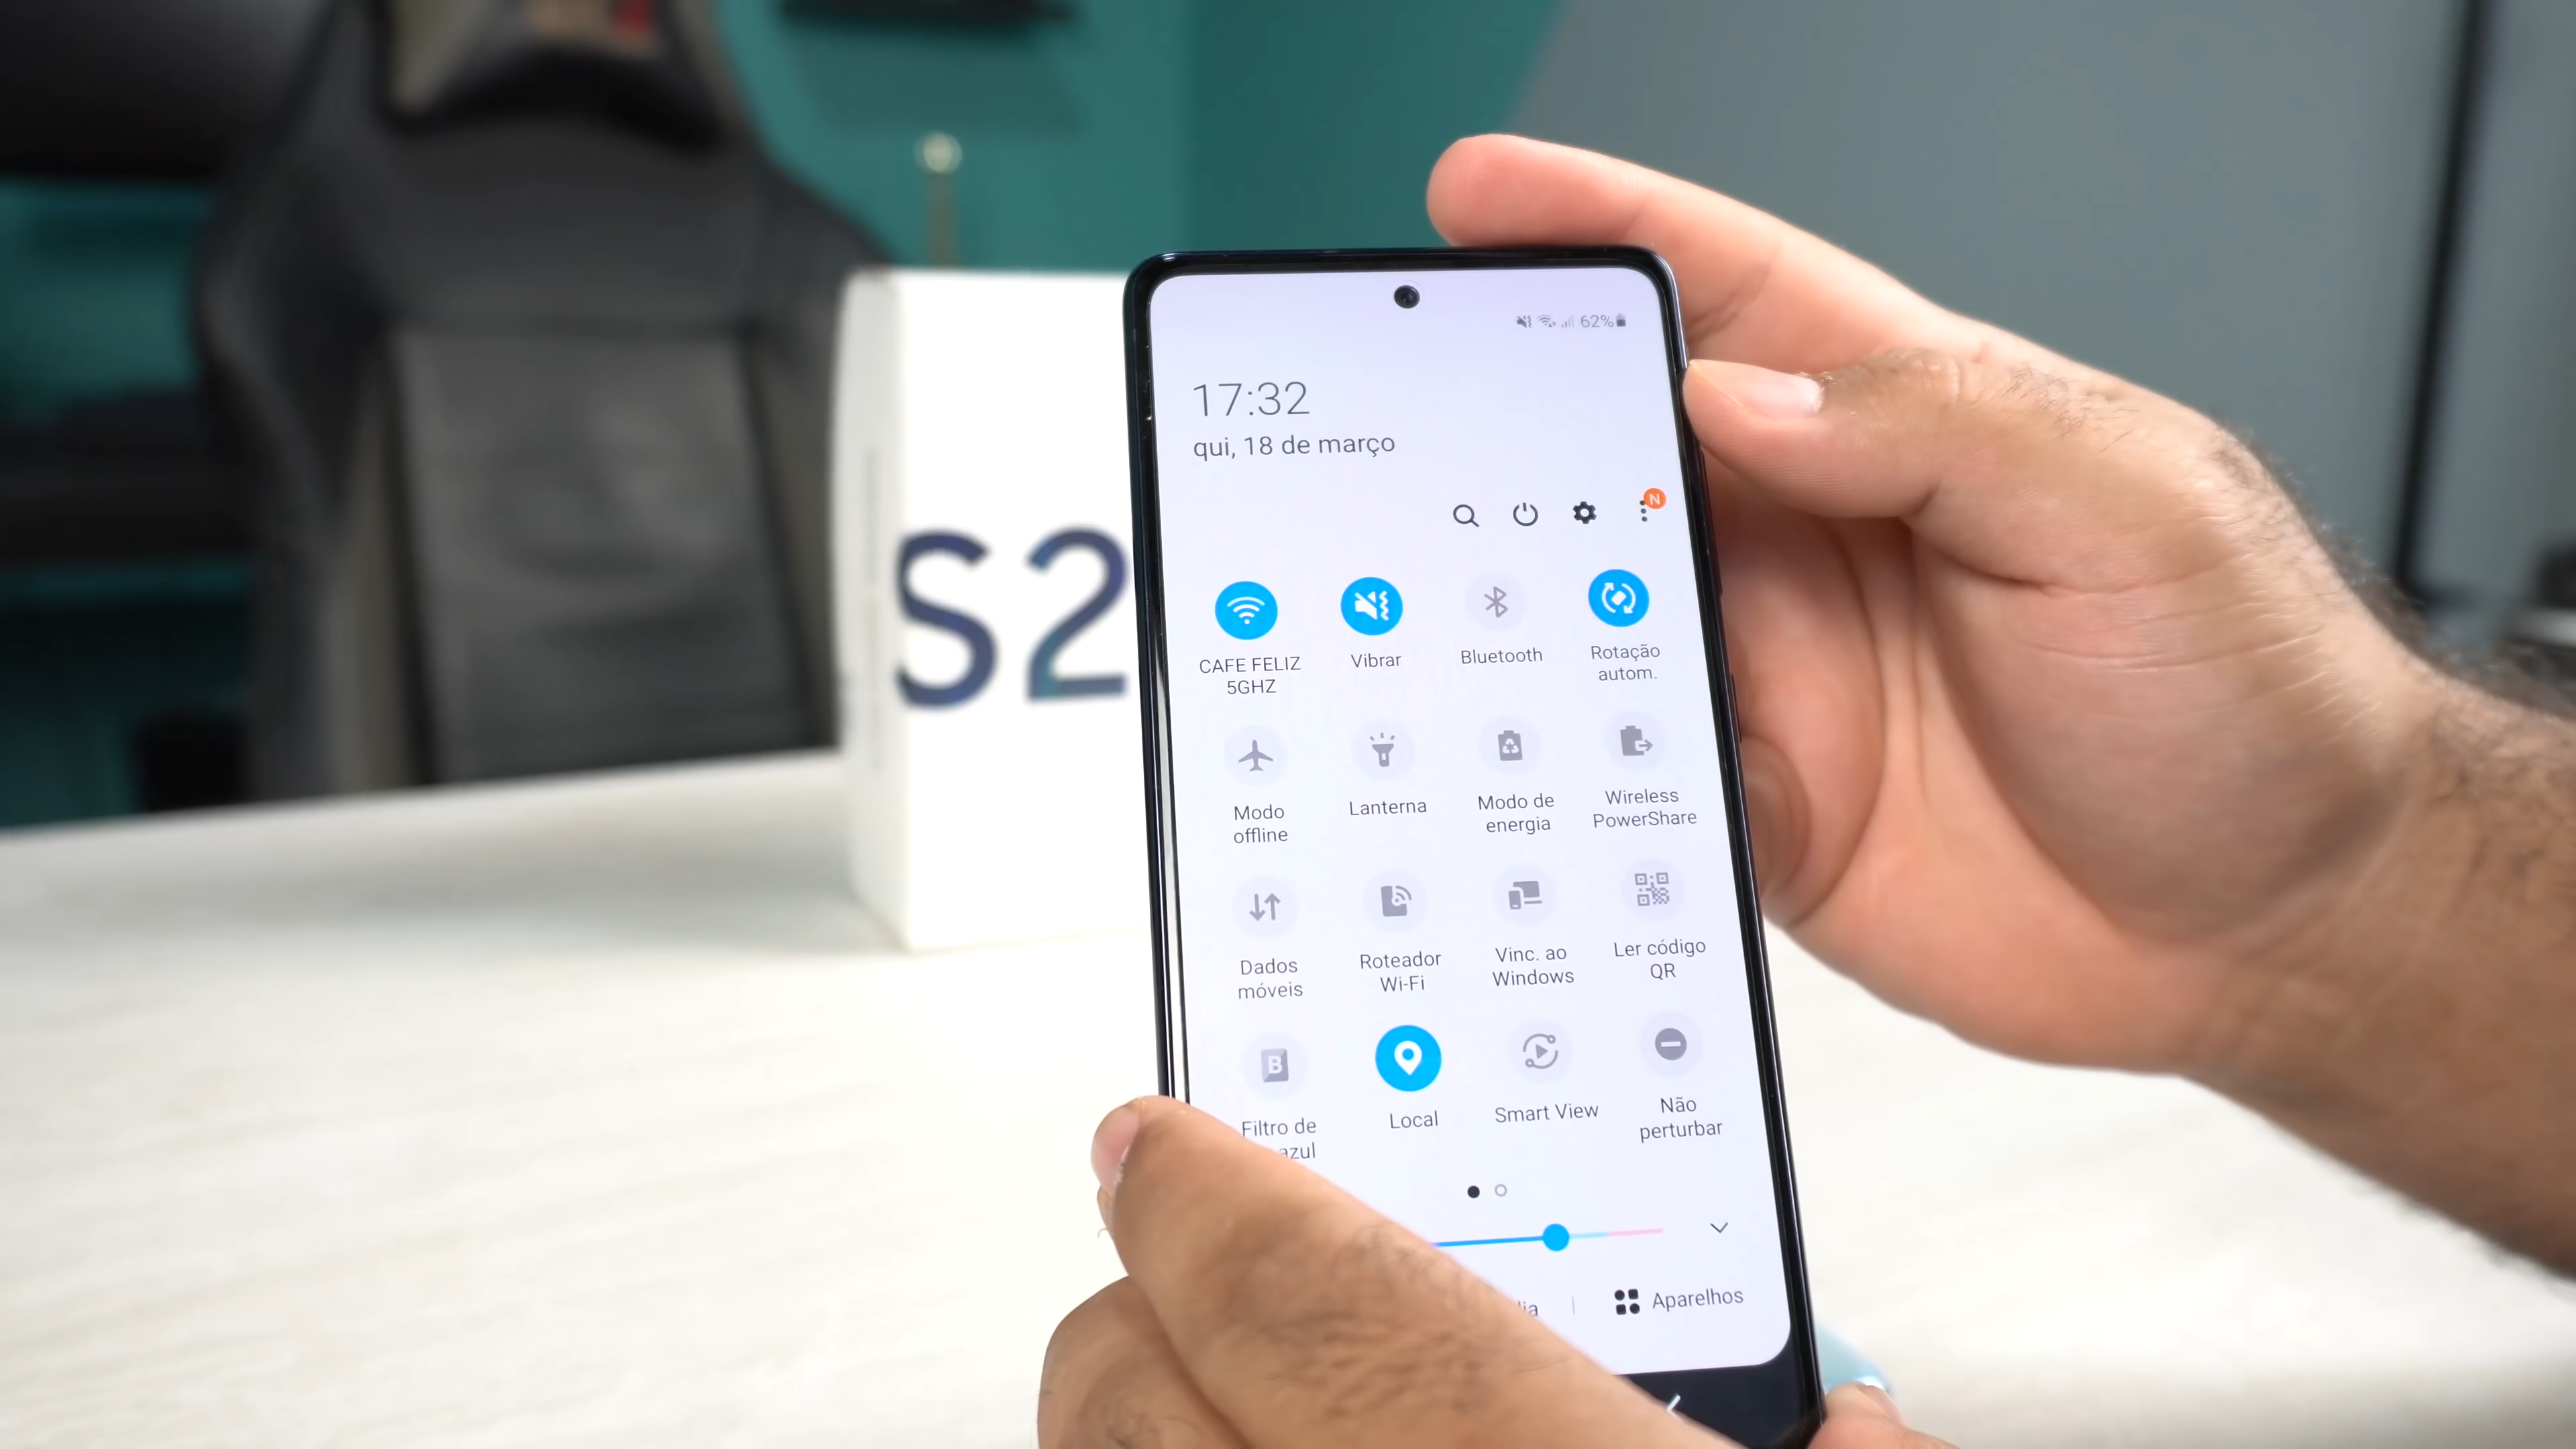 S2
62%
17:32
qui, 18 de março
N
CAFE FELIZ
5GHZ
Vibrar
Bluetooth
Rotação
autom.
Modo
offline
Lanterna
Modo de
energia
Wireless
PowerShare
Dados
móveis
Roteador
Wi-Fi
Vinc. ao
Windows
Ler código
QR
B
Filtro de
azul
Local
Smart View
Não
perturbar
Aparelhos